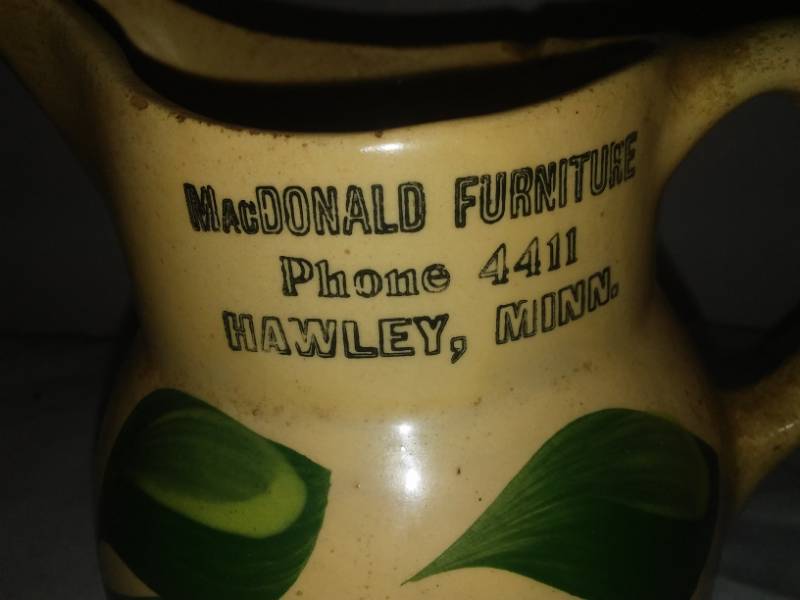 MacDONALD FURNITURE
Phone 4411
HAWLEY, MINN.